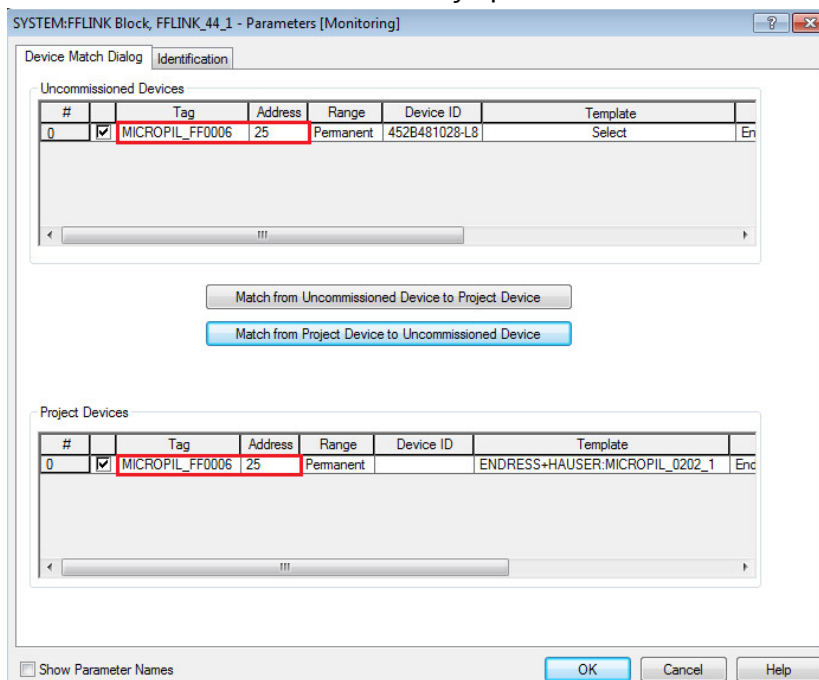 SYSTEM:FFLINK Block, FFLINK_44_1 - Parameters [Monitoring]
Device Match Dialog Identification
Uncommissioned Devices
# Tag Address Range Device ID Template
0 MICROPIL_FF0006 25 Permanent 452B481028-L8 Select En
Match from Uncommissioned Device to Project Device
Match from Project Device to Uncommissioned Device
Project Devices
# Tag Address Range Device ID Template
0 MICROPIL_FF0006 25 Permanent ENDRESS+HAUSER:MICROPIL_0202_1 End
Show Parameter Names OK Cancel Help